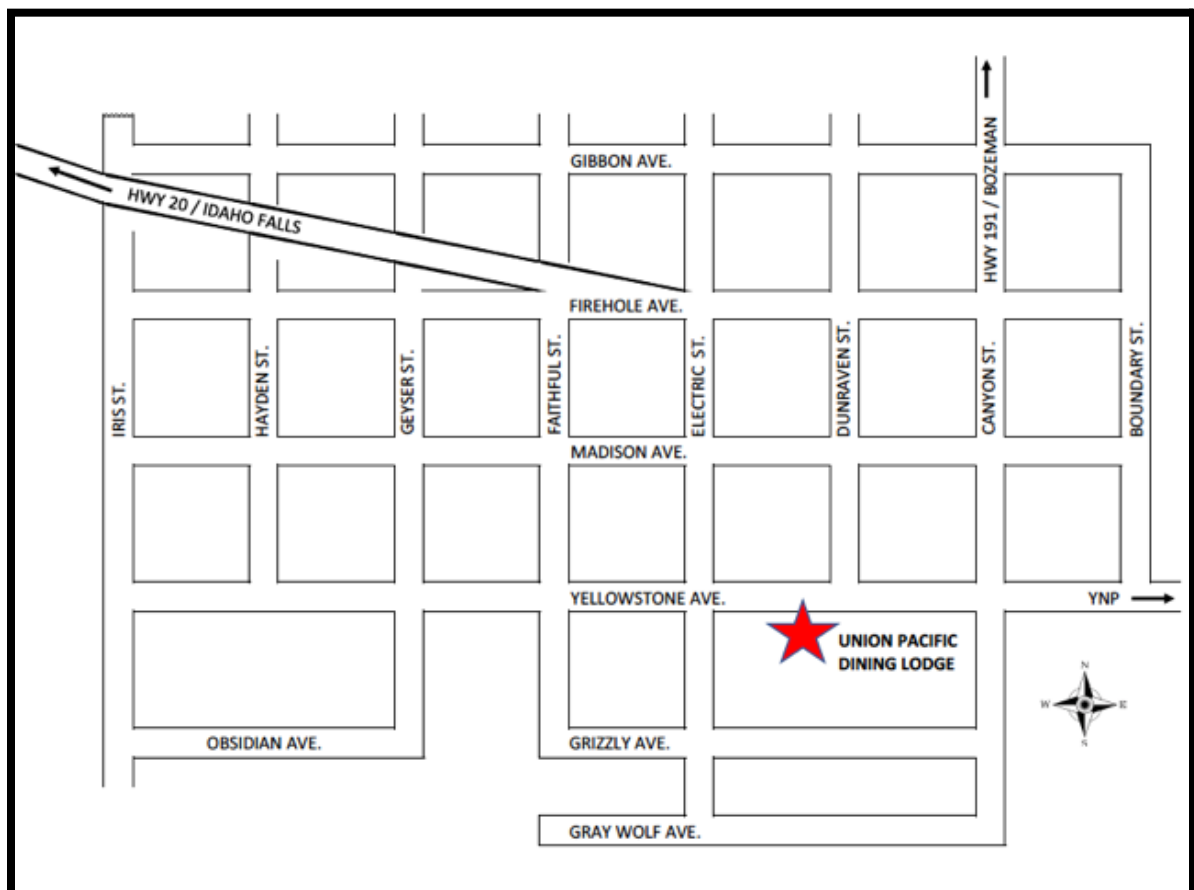 GIBBON AVE.
HWY 191 / BOZEMAN
HWY 20 / IDAHO FALLS
FIREHOLE AVE.
IRIS ST.
HAYDEN ST.
GEYSER ST.
FAITHFUL ST.
ELECTRIC ST.
DUNRAVEN ST.
CANYON ST.
BOUNDARY ST.
MADISON AVE.
YELLOWSTONE AVE.
YNP
UNION PACIFIC
DINING LODGE
N
W
E
S
OBSIDIAN AVE.
GRIZZLY AVE.
GRAY WOLF AVE.